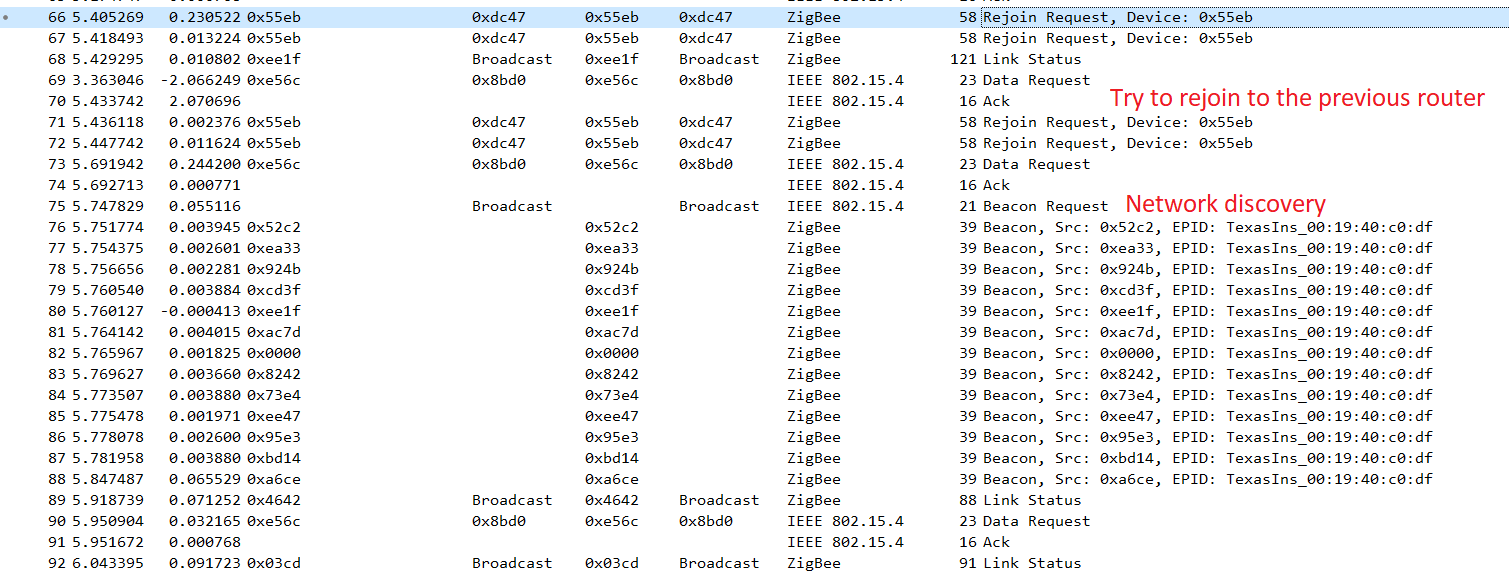 66 5.405269 0.230522 0x55eb 0xdc47 0x55eb 0xdc47 ZigBee 58 Rejoin Request, Device: 0x55eb
67 5.418493 0.013224 0x55eb 0xdc47 0x55eb 0xdc47 ZigBee 58 Rejoin Request, Device: 0x55eb
68 5.429295 0.010802 0xee1f Broadcast 0xee1f Broadcast ZigBee 121 Link Status
69 3.363046 -2.066249 0xe56c 0x8bd0 0xe56c 0x8bd0 IEEE 802.15.4 23 Data Request
70 5.433742 2.070696 IEEE 802.15.4 16 Ack
Try to rejoin to the previous router
71 5.436118 0.002376 0x55eb 0xdc47 0x55eb 0xdc47 ZigBee 58 Rejoin Request, Device: 0x55eb
72 5.447742 0.011624 0x55eb 0xdc47 0x55eb 0xdc47 ZigBee 58 Rejoin Request, Device: 0x55eb
73 5.691942 0.244200 0xe56c 0x8bd0 0xe56c 0x8bd0 IEEE 802.15.4 23 Data Request
74 5.692713 0.000771 IEEE 802.15.4 16 Ack
75 5.747829 0.055116 Broadcast Broadcast IEEE 802.15.4 21 Beacon Request Network discovery
76 5.751774 0.003945 0x52c2 0x52c2 ZigBee 39 Beacon, Src: 0x52c2, EPID: TexasIns_00:19:40:c0:df
77 5.754375 0.002601 0xea33 0xea33 ZigBee 39 Beacon, Src: 0xea33, EPID: TexasIns_00:19:40:c0:df
78 5.756656 0.002281 0x924b 0x924b ZigBee 39 Beacon, Src: 0x924b, EPID: TexasIns_00:19:40:c0:df
79 5.760540 0.003884 0xcd3f 0xcd3f ZigBee 39 Beacon, Src: 0xcd3f, EPID: TexasIns_00:19:40:c0:df
80 5.760127 -0.000413 0xee1f 0xee1f ZigBee 39 Beacon, Src: 0xee1f, EPID: TexasIns_00:19:40:c0:df
81 5.764142 0.004015 0xac7d 0xac7d ZigBee 39 Beacon, Src: 0xac7d, EPID: TexasIns_00:19:40:c0:df
82 5.765967 0.001825 0x0000 0x0000 ZigBee 39 Beacon, Src: 0x0000, EPID: TexasIns_00:19:40:c0:df
83 5.769627 0.003660 0x8242 0x8242 ZigBee 39 Beacon, Src: 0x8242, EPID: TexasIns_00:19:40:c0:df
84 5.773507 0.003880 0x73e4 0x73e4 ZigBee 39 Beacon, Src: 0x73e4, EPID: TexasIns_00:19:40:c0:df
85 5.775478 0.001971 0xee47 0xee47 ZigBee 39 Beacon, Src: 0xee47, EPID: TexasIns_00:19:40:c0:df
86 5.778078 0.002600 0x95e3 0x95e3 ZigBee 39 Beacon, Src: 0x95e3, EPID: TexasIns_00:19:40:c0:df
87 5.781958 0.003880 0xbd14 0xbd14 ZigBee 39 Beacon, Src: 0xbd14, EPID: TexasIns_00:19:40:c0:df
88 5.847487 0.065529 0xa6ce 0xa6ce ZigBee 39 Beacon, Src: 0xa6ce, EPID: TexasIns_00:19:40:c0:df
89 5.918739 0.071252 0x4642 Broadcast 0x4642 Broadcast ZigBee 88 Link Status
90 5.950904 0.032165 0xe56c 0x8bd0 0xe56c 0x8bd0 IEEE 802.15.4 23 Data Request
91 5.951672 0.000768 IEEE 802.15.4 16 Ack
92 6.043395 0.091723 0x03cd Broadcast 0x03cd Broadcast ZigBee 91 Link Status